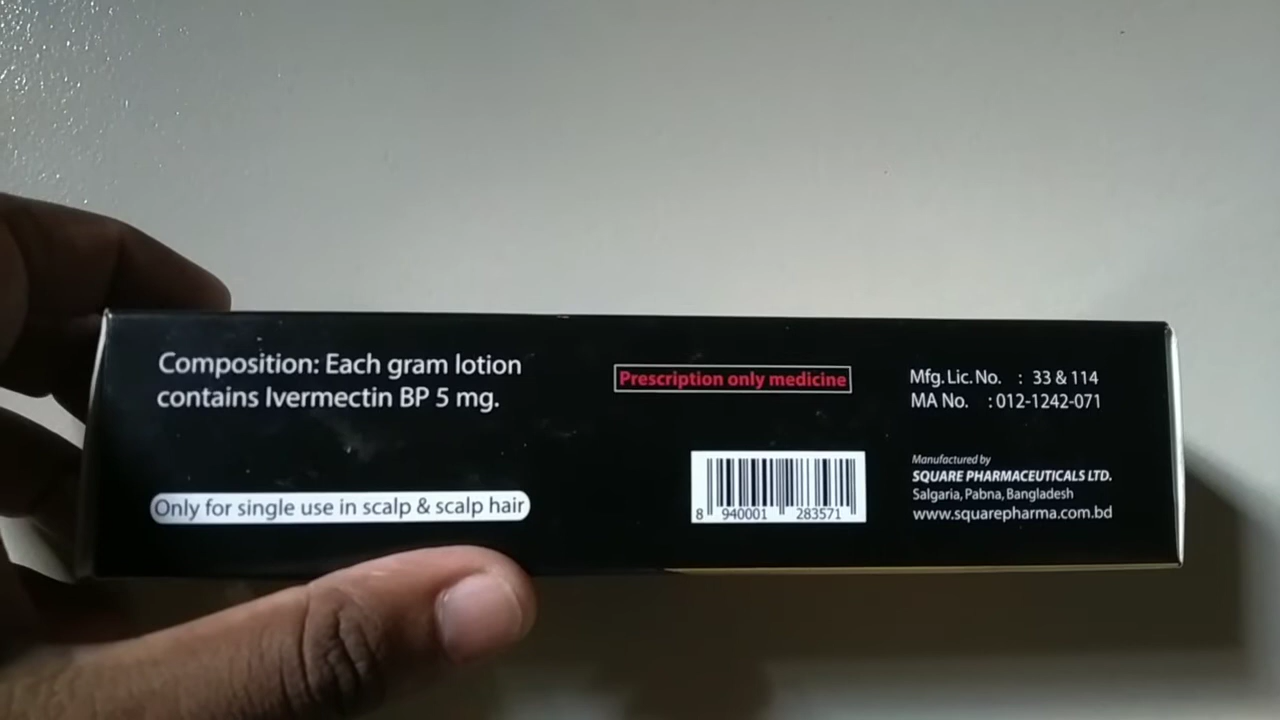 Composition: Each gram lotion
contains Ivermectin BP 5 mg.
Only for single use in scalp & scalp hair
Prescription only medicine
8 940001 283571
Mfg. Lic. No. : 33 & 114
MA No. : 012-1242-071
Manufactured by
SQUARE PHARMACEUTICALS LTD.
Salgaria, Pabna, Bangladesh
www.squarepharma.com.bd